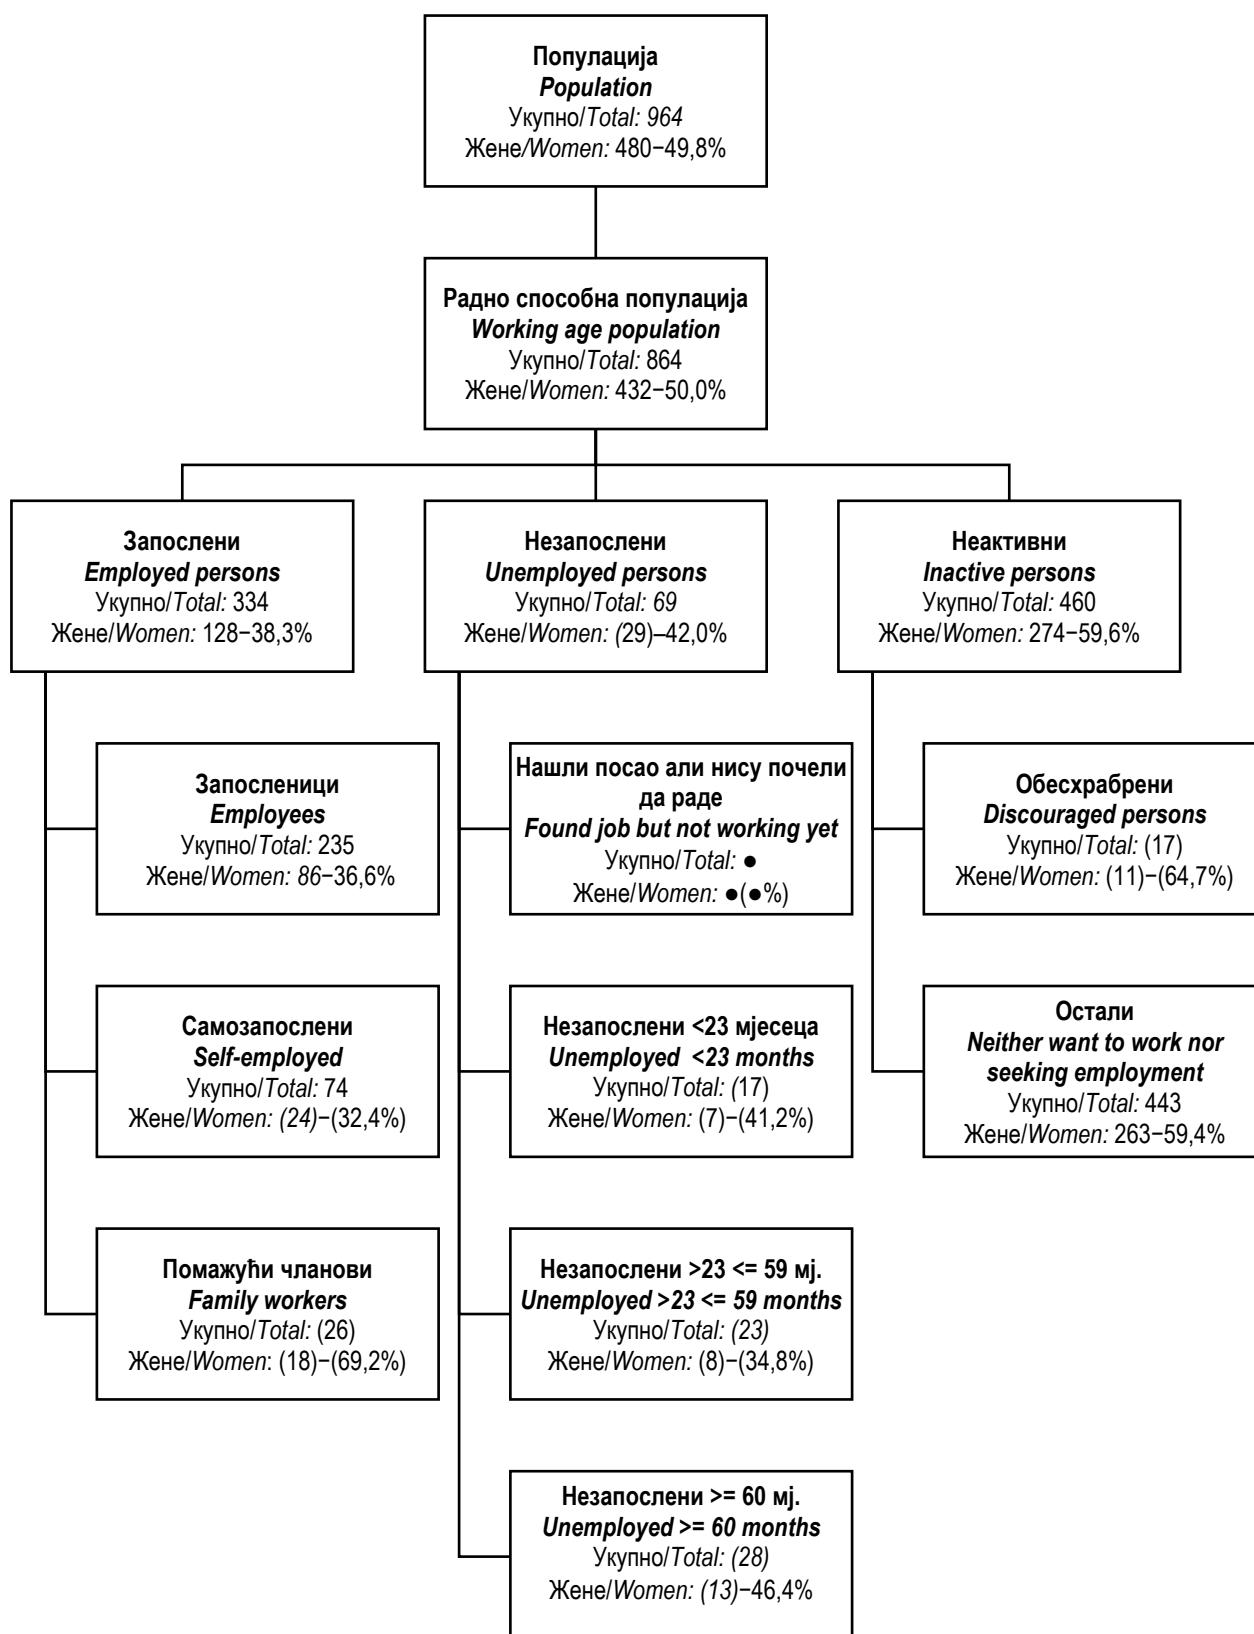 Популација
Population
Укупно/Total: 964
Жене/Women: 480−49,8%
Радно способна популација
Working age population
Укупно/Total: 864
Жене/Women: 432−50,0%
Запослени
Employed persons
Укупно/Total: 334
Жене/Women: 128−38,3%
Незапослени
Unemployed persons
Укупно/Total: 69
Жене/Women: (29)–42,0%
Неактивни
Inactive persons
Укупно/Total: 460
Жене/Women: 274−59,6%
Запосленици
Employees
Укупно/Total: 235
Жене/Women: 86−36,6%
Нашли посао али нису почели
да раде
Found job but not working yet
Укупно/Total: ●
Жене/Women: ●(●%)
Обесхрабрени
Discouraged persons
Укупно/Total: (17)
Жене/Women: (11)−(64,7%)
Самозапослени
Self-employed
Укупно/Total: 74
Жене/Women: (24)−(32,4%)
Незапослени <23 мјесеца
Unemployed <23 months
Укупно/Total: (17)
Жене/Women: (7)−(41,2%)
Остали
Neither want to work nor
seeking employment
Укупно/Total: 443
Жене/Women: 263−59,4%
Помажући чланови
Family workers
Укупно/Total: (26)
Жене/Women: (18)−(69,2%)
Незапослени >23 <= 59 мј.
Unemployed >23 <= 59 months
Укупно/Total: (23)
Жене/Women: (8)−(34,8%)
Незапослени >= 60 мј.
Unemployed >= 60 months
Укупно/Total: (28)
Жене/Women: (13)−46,4%